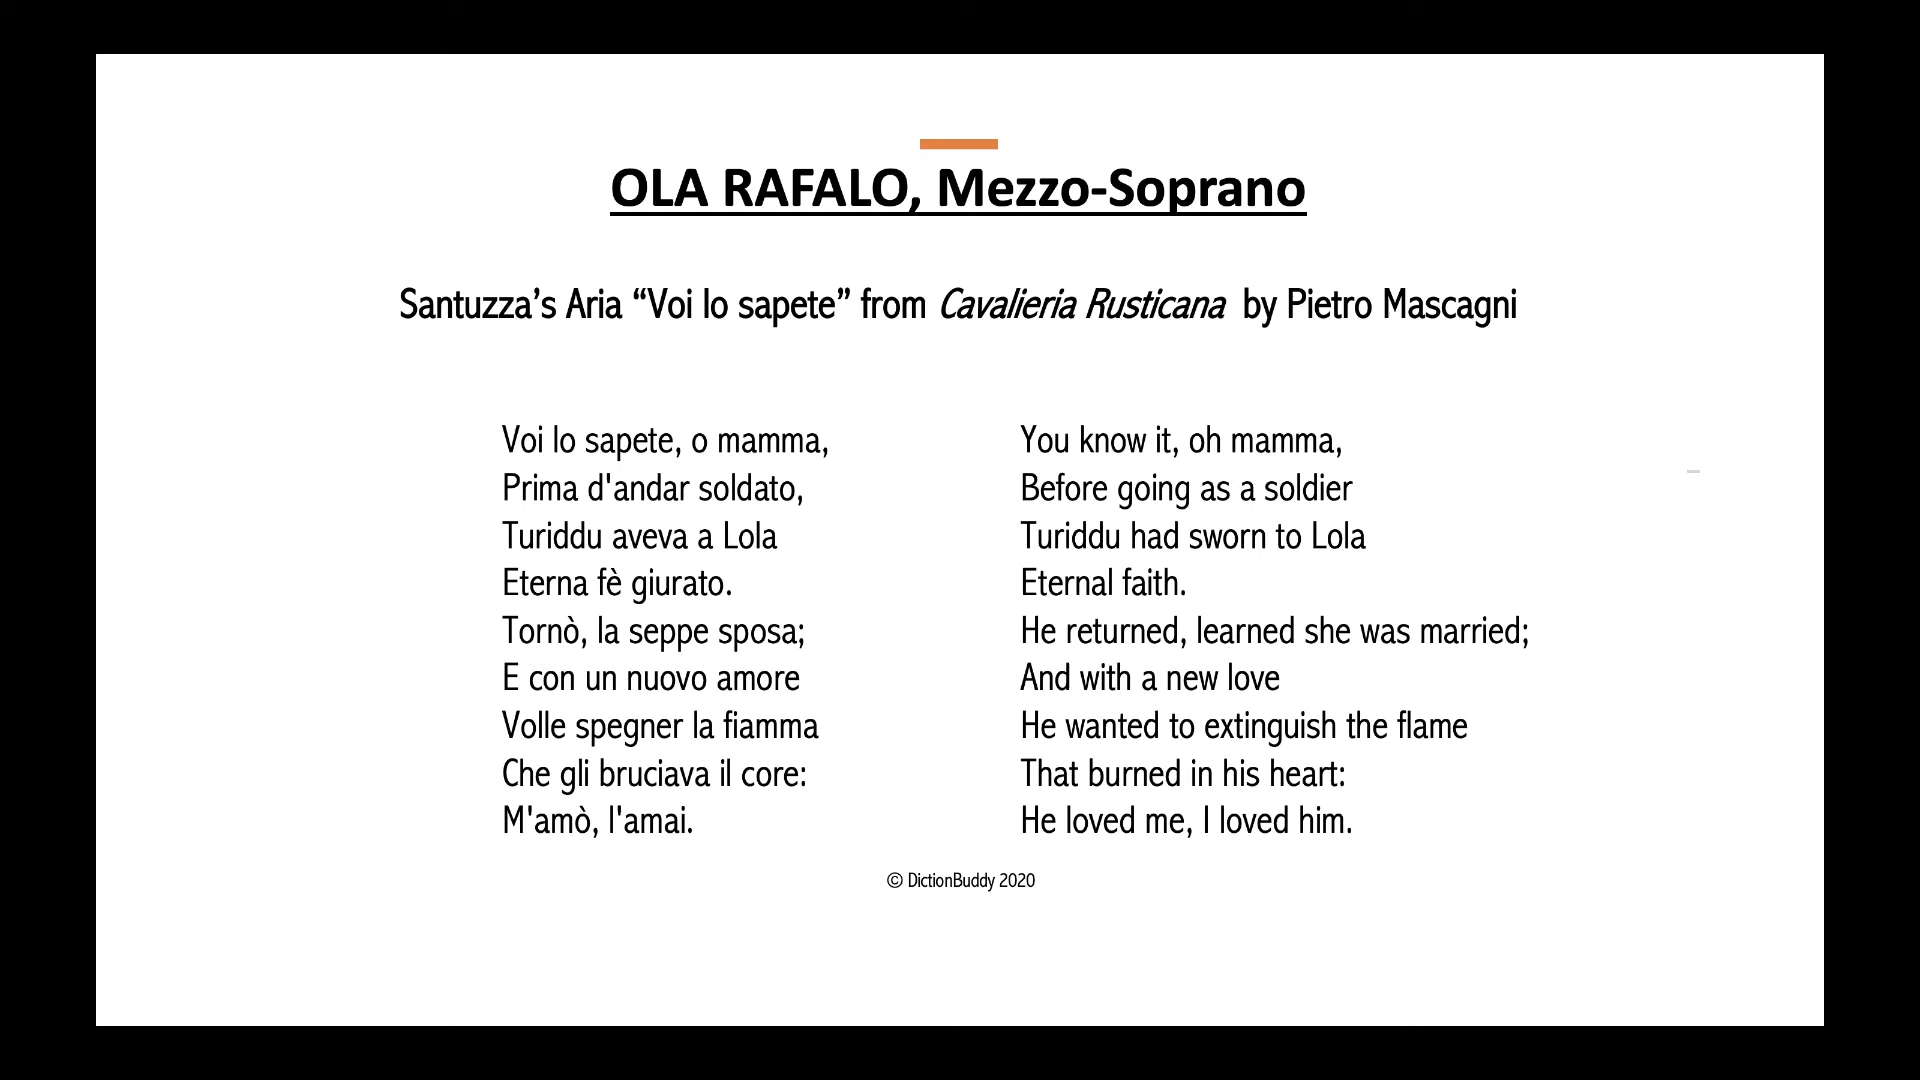 OLA RAFALO, Mezzo-Soprano
Santuzza’s Aria “Voi lo sapete” from Cavalieria Rusticana by Pietro Mascagni
Voi lo sapete, o mamma,
Prima d'andar soldato,
Turiddu aveva a Lola
Eterna fè giurato.
Tornò, la seppe sposa;
E con un nuovo amore
Volle spegner la fiamma
Che gli bruciava il core:
M'amò, l'amai.
You know it, oh mamma,
Before going as a soldier
Turiddu had sworn to Lola
Eternal faith.
He returned, learned she was married;
And with a new love
He wanted to extinguish the flame
That burned in his heart:
He loved me, I loved him.
© DictionBuddy 2020